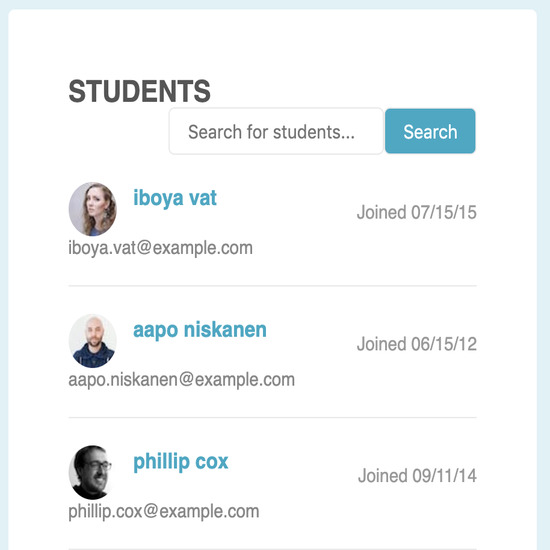 STUDENTS
Search for students...
Search
iboya vat
Joined 07/15/15
iboya.vat@example.com
aapo niskanen
Joined 06/15/12
aapo.niskanen@example.com
phillip cox
Joined 09/11/14
phillip.cox@example.com